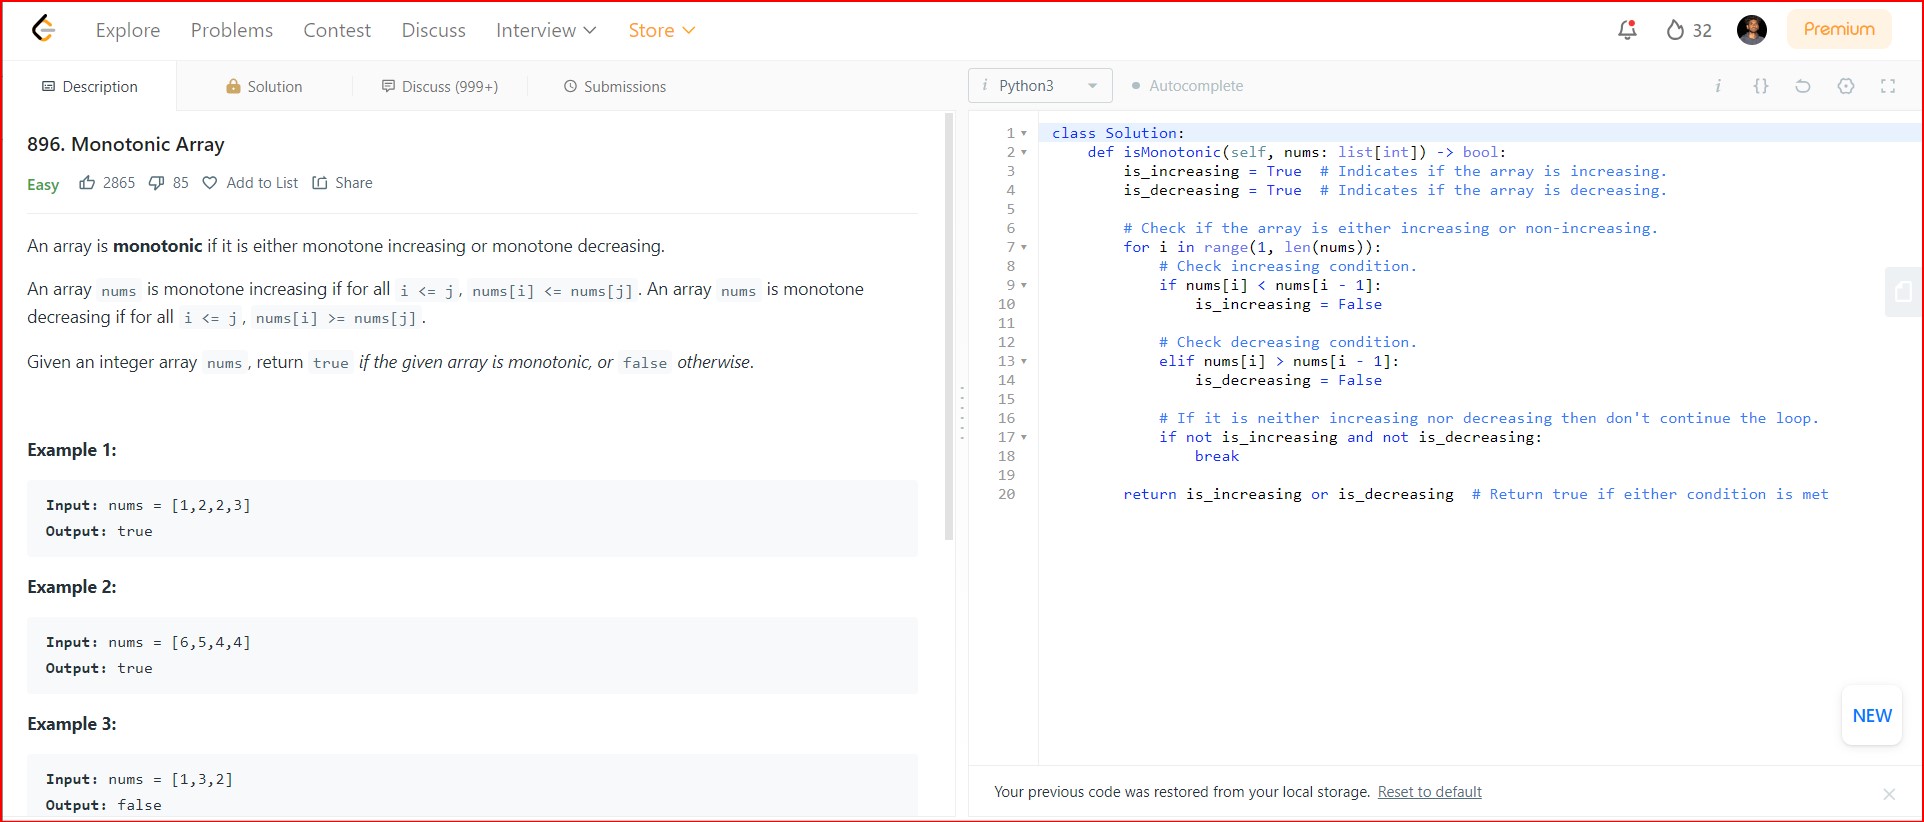 Explore Problems Contest Discuss Interview Store 32 Premium
Description Solution Discuss (999+) Submissions
896. Monotonic Array
Easy 2865 85 Add to List Share
An array is monotonic if it is either monotone increasing or monotone decreasing.
An array nums is monotone increasing if for all i <= j, nums[i] <= nums[j]. An array nums is monotone
decreasing if for all i <= j, nums[i] >= nums[j].
Given an integer array nums, return true if the given array is monotonic, or false otherwise.
Example 1:
Input: nums = [1,2,2,3]
Output: true
Example 2:
Input: nums = [6,5,4,4]
Output: true
Example 3:
Input: nums = [1,3,2]
Output: false
i Python3 Autocomplete i {}
1 class Solution:
2     def isMonotonic(self, nums: list[int]) -> bool:
3         is_increasing = True  # Indicates if the array is increasing.
4         is_decreasing = True  # Indicates if the array is decreasing.
5
6         # Check if the array is either increasing or non-increasing.
7         for i in range(1, len(nums)):
8             # Check increasing condition.
9             if nums[i] < nums[i - 1]:
10                 is_increasing = False
11
12             # Check decreasing condition.
13             elif nums[i] > nums[i - 1]:
14                 is_decreasing = False
15
16             # If it is neither increasing nor decreasing then don't continue the loop.
17             if not is_increasing and not is_decreasing:
18                 break
19
20         return is_increasing or is_decreasing  # Return true if either condition is met
NEW
Your previous code was restored from your local storage. Reset to default